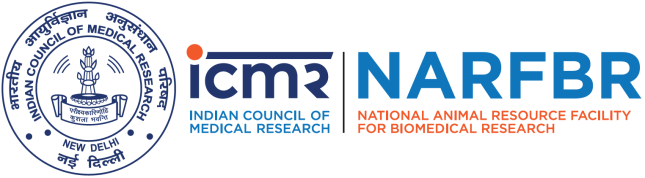 भारतीय आयुर्विज्ञान अनुसंधान परिषद
INDIAN COUNCIL OF MEDICAL RESEARCH
NEW DELHI
नई दिल्ली
icmr
INDIAN COUNCIL OF
MEDICAL RESEARCH
NARFBR
NATIONAL ANIMAL RESOURCE FACILITY
FOR BIOMEDICAL RESEARCH